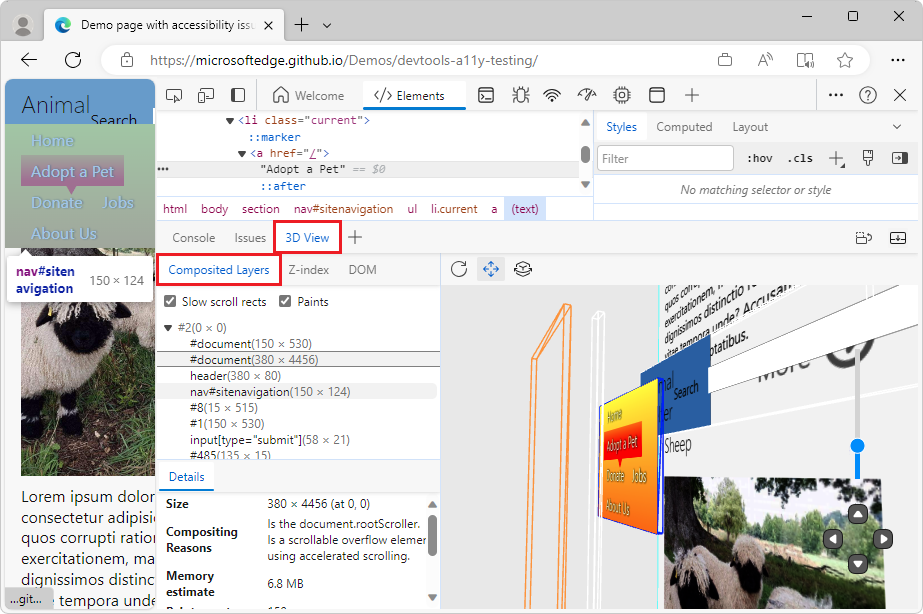 Demo page with accessibility issu
https://microsoftedge.github.io/Demos/devtools-a11y-testing/
Animal
Search
Home
Adopt a Pet
Donate Jobs
About Us
nav#siten
avigation 150 × 124
Lorem ipsum dolor
consectetur adipisic
quos corrupti ration
exercitationem, ma
dignissimos distinct
vitae tempora unde
...git...
Welcome
</> Elements
<li class="current">
::marker
<a href="/">
"Adopt a Pet" == $0
::after
html body section nav#sitenavigation ul li.current a (text)
Styles Computed Layout
Filter
:hov .cls
No matching selector or style
Console Issues 3D View
Composited Layers Z-index DOM
Slow scroll rects Paints
#2(0 × 0)
#document(150 × 530)
#document(380 × 4456)
header(380 × 80)
nav#sitenavigation(150 × 124)
#8(15 × 515)
#1(150 × 530)
input[type="submit"](58 × 21)
#485(135 × 15)
Details
Size 380 × 4456 (at 0, 0)
Compositing
Reasons
Is the document.rootScroller.
Is a scrollable overflow elemen
using accelerated scrolling.
Memory
estimate
6.8 MB
quos corrupti
exercitationem,
dignissimos distinctio
vitae tempora unde? Accusam
voluptatibus.
More
Search
Sheep
Home
Adopt a Pet
Donate Jobs
About Us